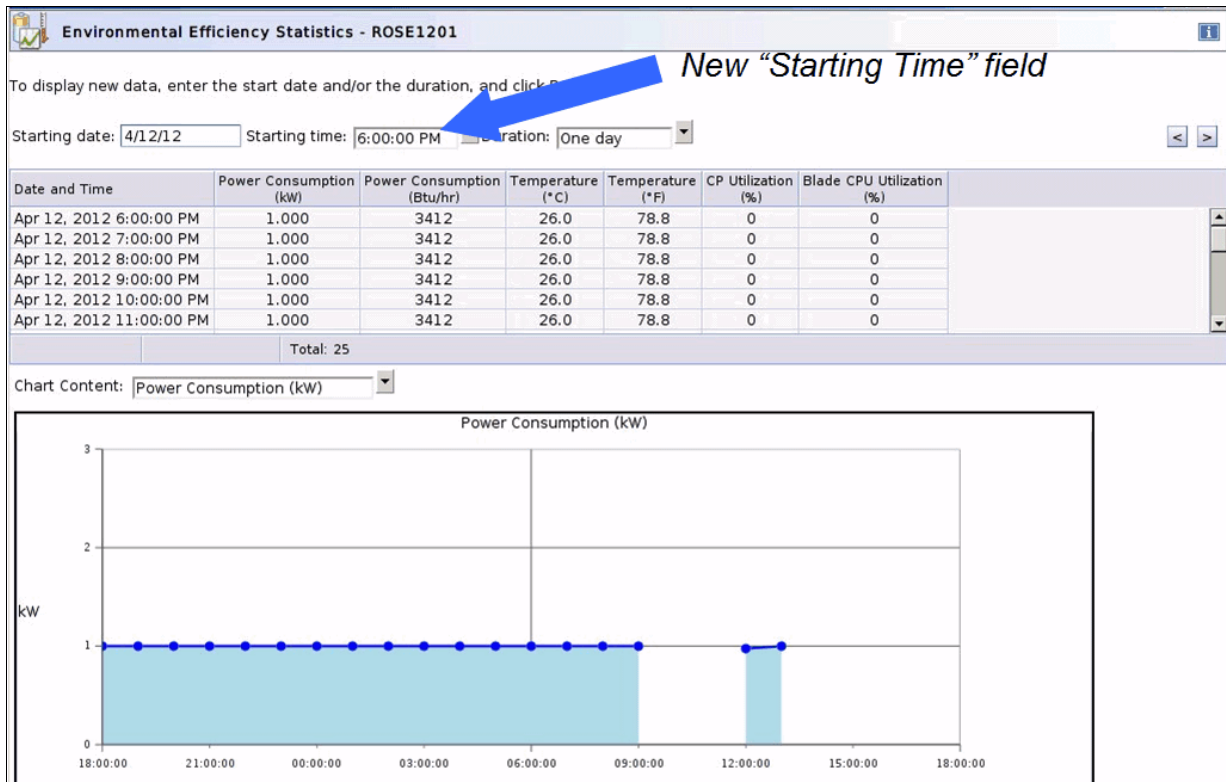 Environmental Efficiency Statistics - ROSE1201
New “Starting Time” field
To display new data, enter the start date and/or the duration, and click
Starting date: 4/12/12 Starting time: 6:00:00 PM Duration: One day < >
Date and Time Power Consumption (kW) Power Consumption (Btu/hr) Temperature (°C) Temperature (°F) CP Utilization (%) Blade CPU Utilization (%)
Apr 12, 2012 6:00:00 PM 1.000 3412 26.0 78.8 0 0
Apr 12, 2012 7:00:00 PM 1.000 3412 26.0 78.8 0 0
Apr 12, 2012 8:00:00 PM 1.000 3412 26.0 78.8 0 0
Apr 12, 2012 9:00:00 PM 1.000 3412 26.0 78.8 0 0
Apr 12, 2012 10:00:00 PM 1.000 3412 26.0 78.8 0 0
Apr 12, 2012 11:00:00 PM 1.000 3412 26.0 78.8 0 0
Total: 25
Chart Content: Power Consumption (kW)
Power Consumption (kW)
3
2
kW
1
0
18:00:00 21:00:00 00:00:00 03:00:00 06:00:00 09:00:00 12:00:00 15:00:00 18:00:00